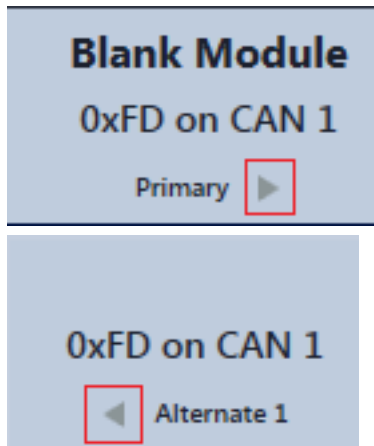 Blank Module
0xFD on CAN 1
Primary
0xFD on CAN 1
Alternate 1